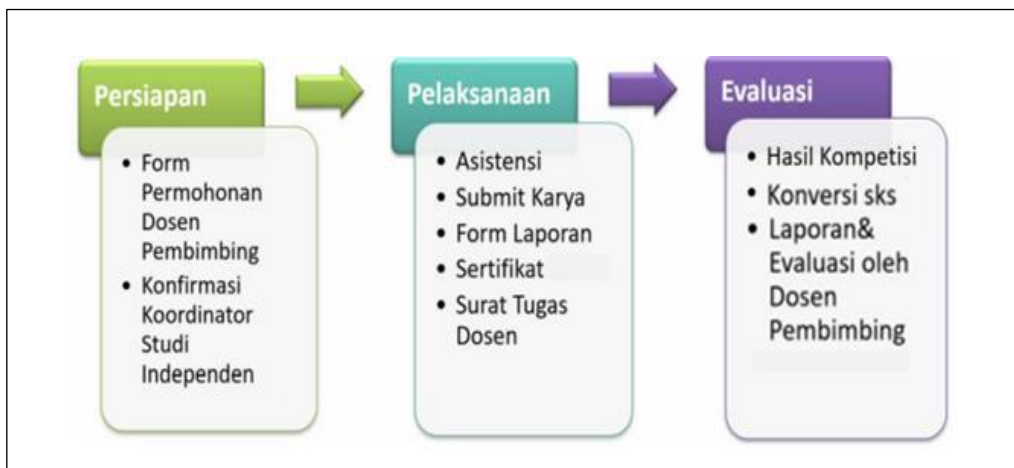 Persiapan
• Form
Permohonan
Dosen
Pembimbing
• Konfirmasi
Koordinator
Studi
Independen
Pelaksanaan
• Asistensi
• Submit Karya
• Form Laporan
• Sertifikat
• Surat Tugas
Dosen
Evaluasi
• Hasil Kompetisi
• Konversi sks
• Laporan&
Evaluasi oleh
Dosen
Pembimbing